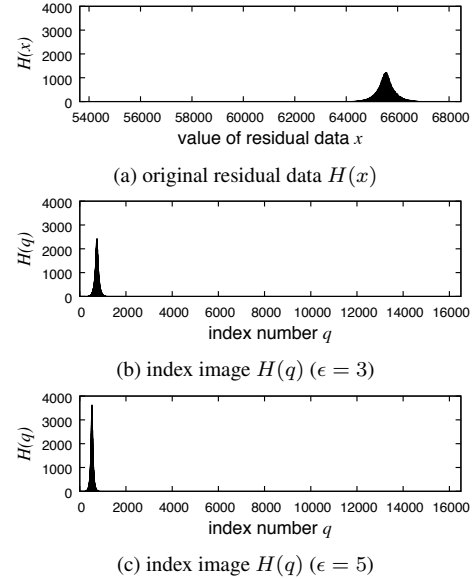 4000
3000
2000
1000
0
H(x)
54000 56000 58000 60000 62000 64000 66000 68000
value of residual data x
(a) original residual data H(x)
4000
3000
2000
1000
0
H(q)
0 2000 4000 6000 8000 10000 12000 14000 16000
index number q
(b) index image H(q) (ϵ = 3)
4000
3000
2000
1000
0
H(q)
0 2000 4000 6000 8000 10000 12000 14000 16000
index number q
(c) index image H(q) (ϵ = 5)